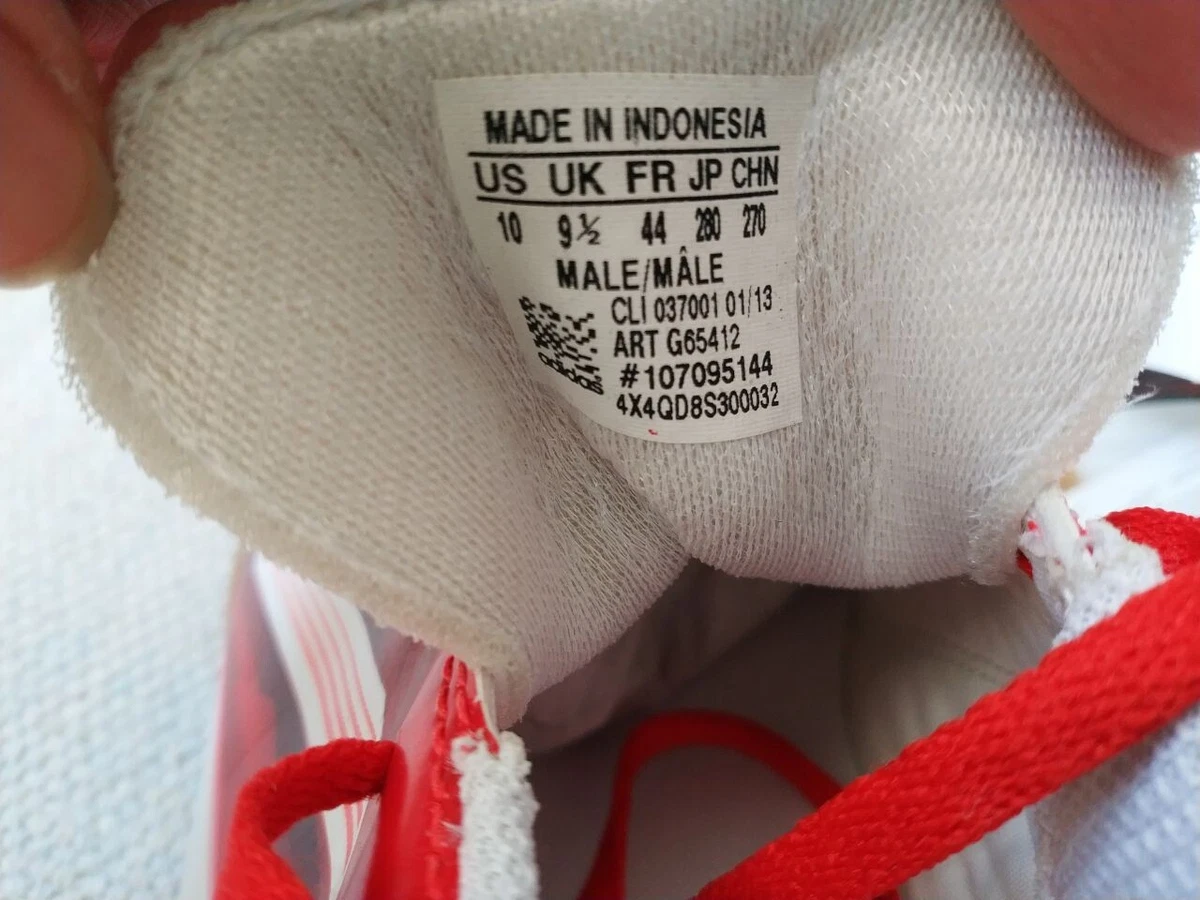 MADE IN INDONESIA
US UK FR JP CHN
10 9½ 44 280 270
MALE/MÂLE
CLI 037001 01/13
ART G65412
#107095144
4X4QD8S300032